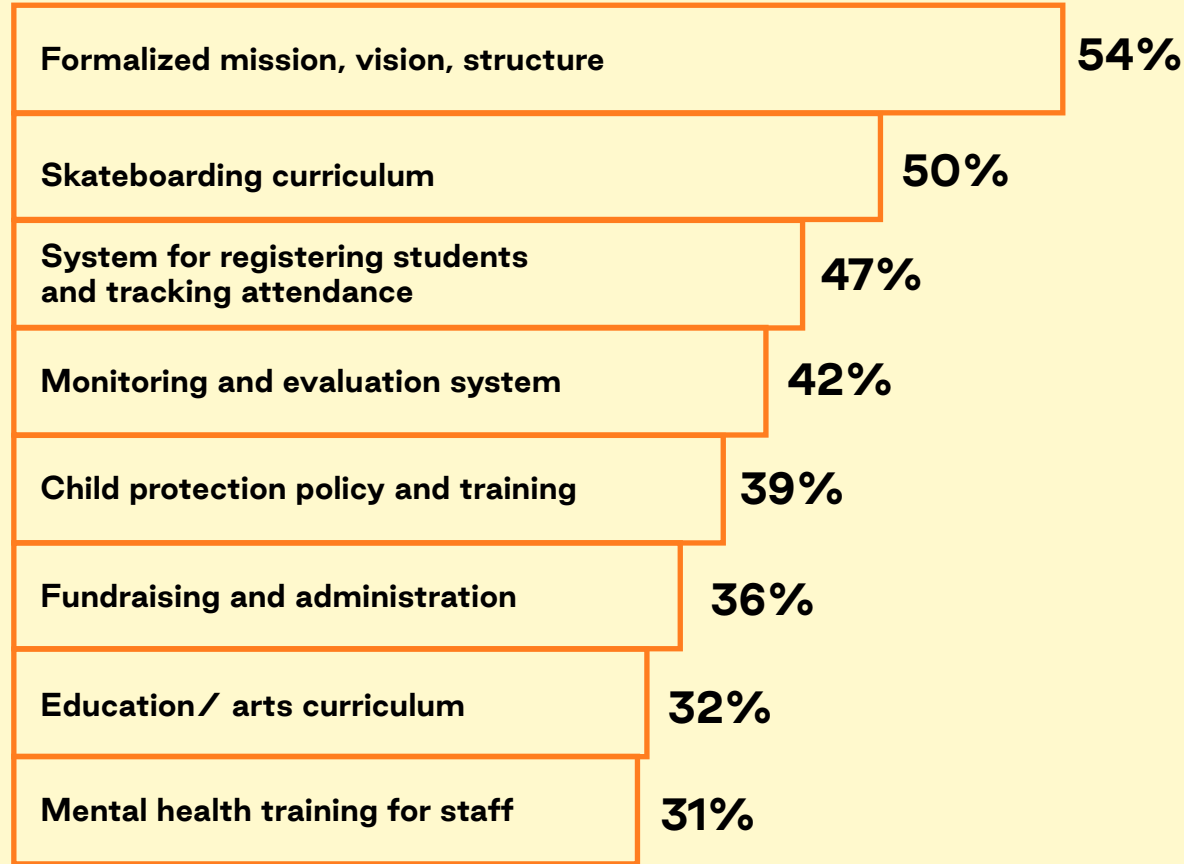 Formalized mission, vision, structure
54%
Skateboarding curriculum
50%
System for registering students
and tracking attendance
47%
Monitoring and evaluation system
42%
Child protection policy and training
39%
Fundraising and administration
36%
Education/ arts curriculum
32%
Mental health training for staff
31%